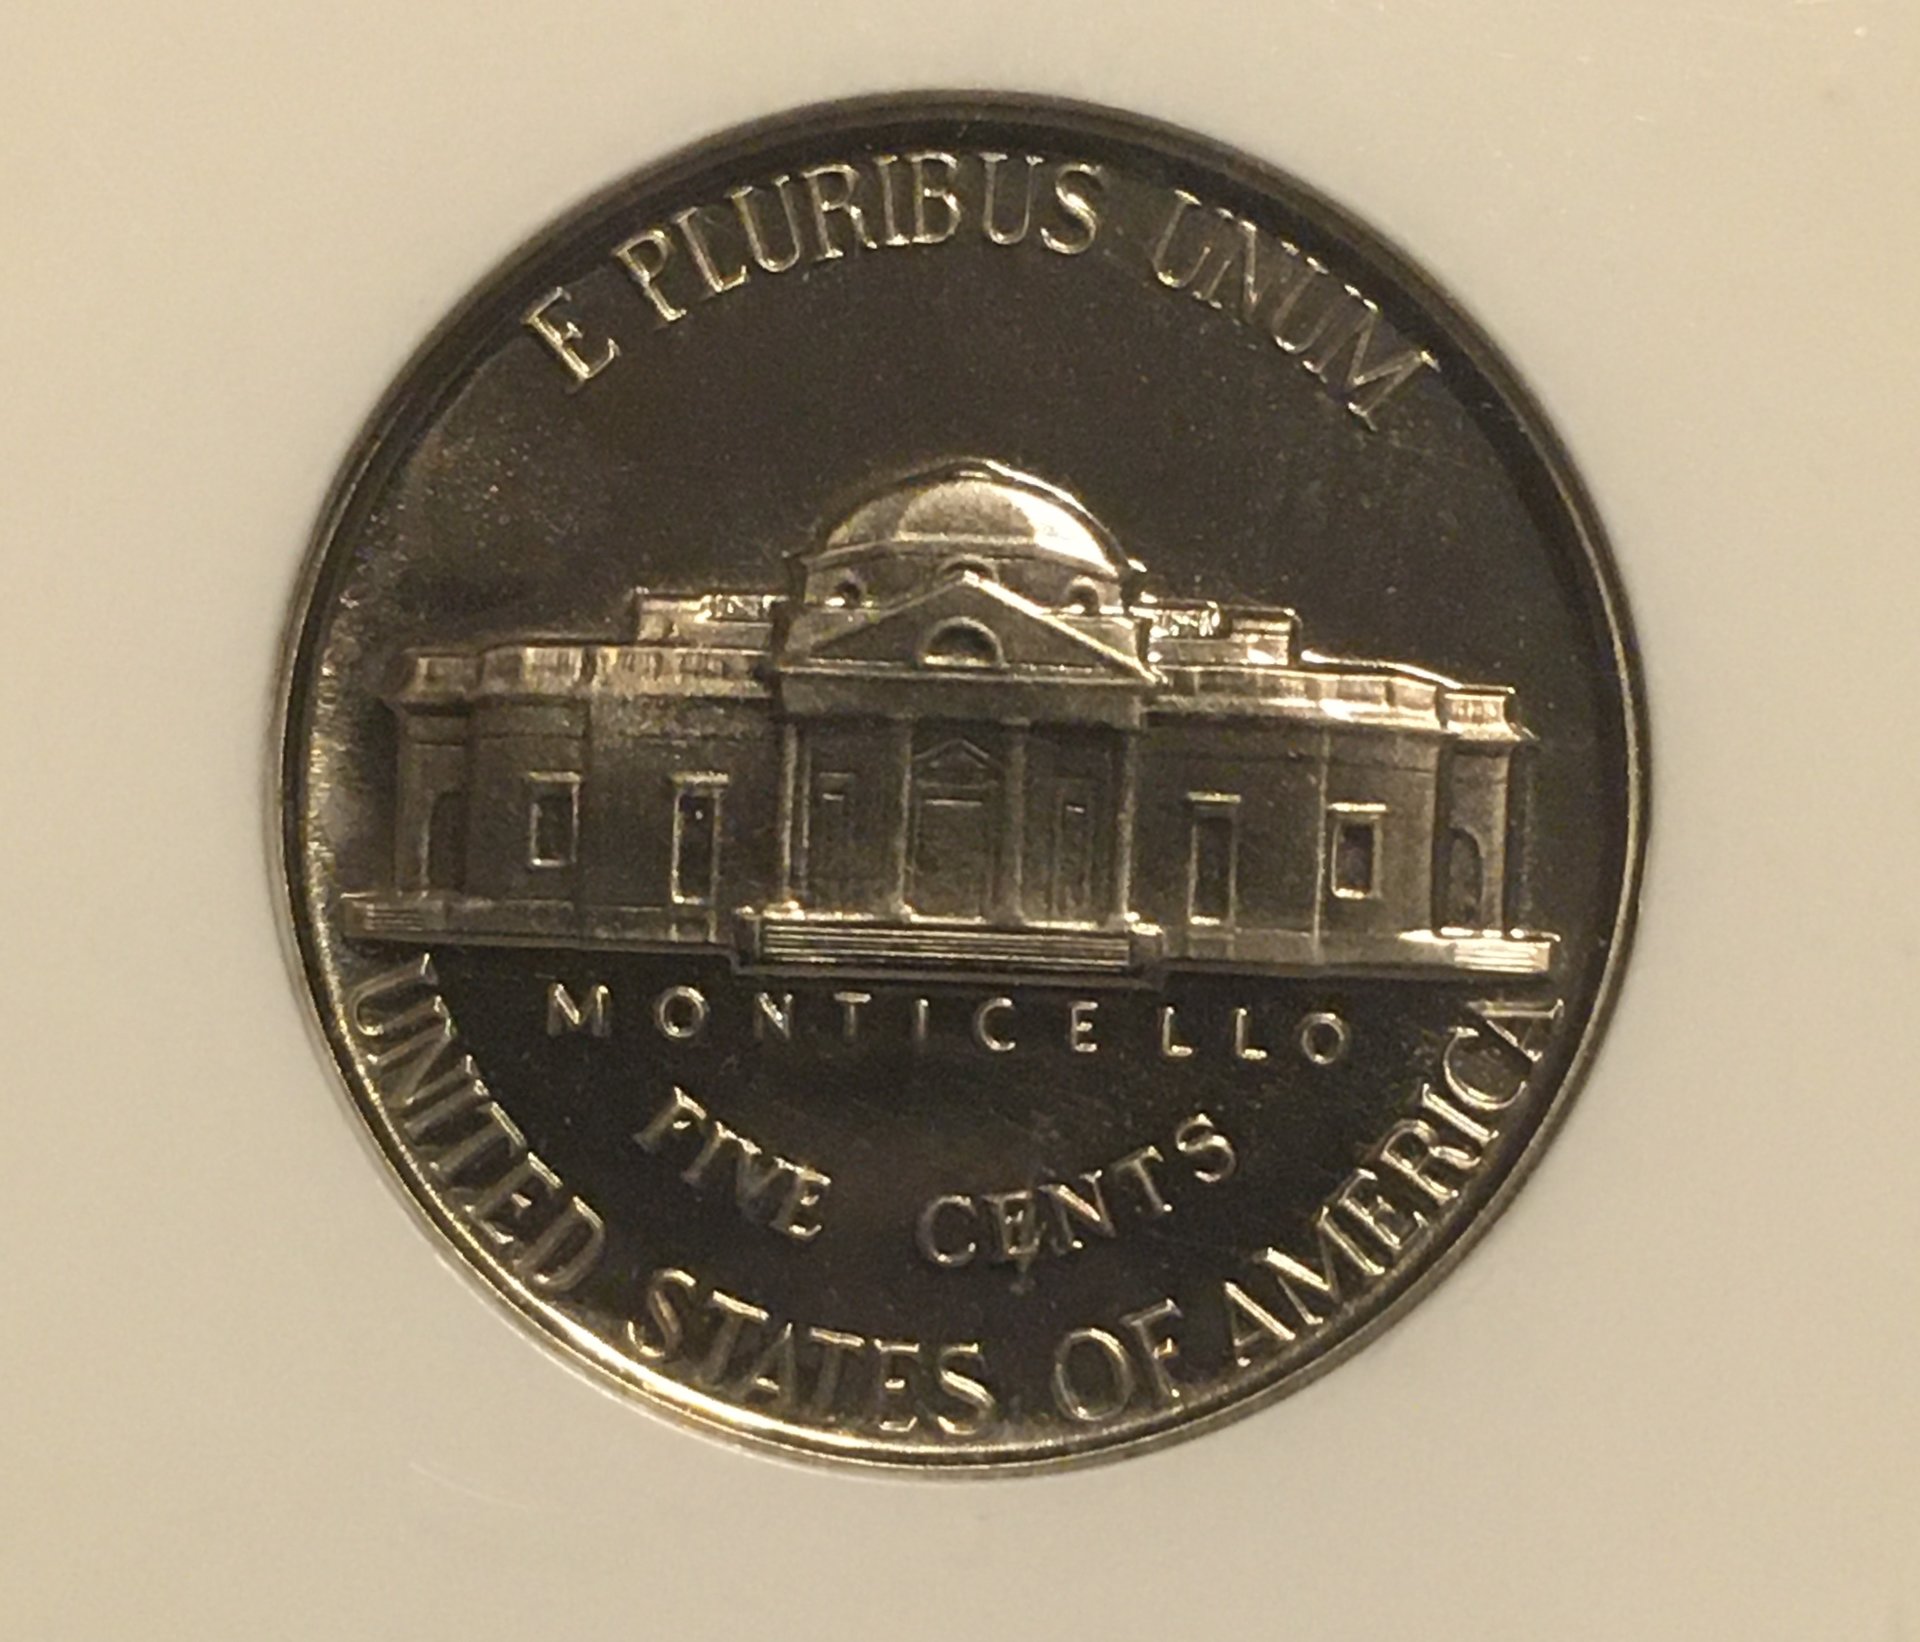 E PLURIBUS UNUM
MONTICELLO
FIVE CENTS
UNITED STATES OF AMERICA